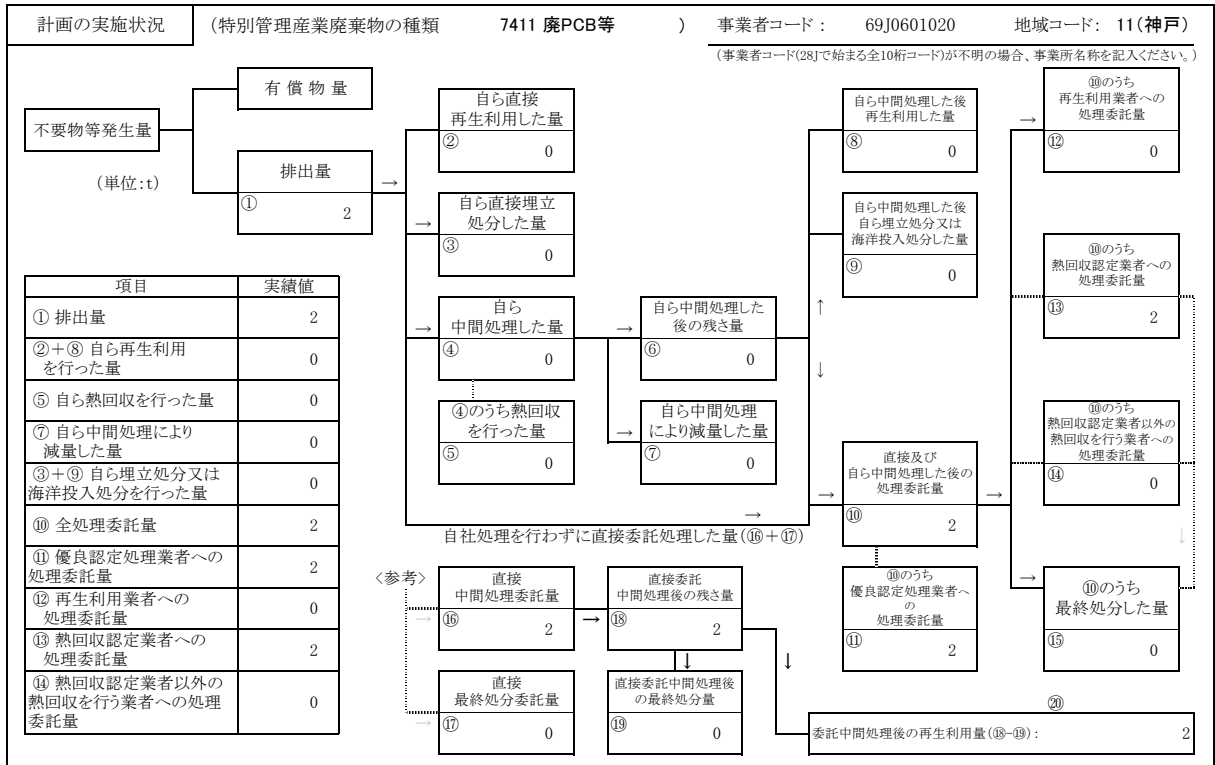 計画の実施状況 (特別管理産業廃棄物の種類 7411 廃PCB等 ) 事業者コード : 69J0601020 地域コード: 11(神戸)
(事業者コード(28Jで始まる全10桁コード)が不明の場合、事業所名称を記入ください。)
不要物等発生量
(単位:t)
有 償 物 量
排出量
→
① 2
自ら直接
再生利用した量
② 0
→
自ら直接埋立
処分した量
③ 0
→
自ら
中間処理した量
④ 0
④のうち熱回収
を行った量
⑤ 0
→
自ら中間処理した
後の残さ量
⑥ 0
→
自ら中間処理
により減量した量
⑦ 0
自ら中間処理した後
再生利用した量
⑧ 0
自ら中間処理した後
自ら埋立処分又は
海洋投入処分した量
⑨ 0
↑
↓
→
直接及び
自ら中間処理した後の
処理委託量
⑩ 2
→
⑩のうち
優良認定処理業者へ
の
処理委託量
⑪ 2
→
⑩のうち
再生利用業者への
処理委託量
⑫ 0
⑩のうち
熱回収認定業者への
処理委託量
⑬ 2
⑩のうち
熱回収認定業者以外の
熱回収を行う業者への
処理委託量
⑭ 0
↓
→
⑩のうち
最終処分した量
⑮ 0
項目 実績値
① 排出量 2
②+⑧ 自ら再生利用
を行った量 0
⑤ 自ら熱回収を行った量 0
⑦ 自ら中間処理により
減量した量 0
③+⑨ 自ら埋立処分又は
海洋投入処分を行った量 0
⑩ 全処理委託量 2
⑪ 優良認定処理業者への
処理委託量 2
⑫ 再生利用業者への
処理委託量 0
⑬ 熱回収認定業者への
処理委託量 2
⑭ 熱回収認定業者以外の
熱回収を行う業者への処理
委託量 0
→
自社処理を行わずに直接委託処理した量(⑯+⑰)
<参考>
→
直接
中間処理委託量
⑯ 2
→
直接委託
中間処理後の残さ量
⑱ 2
↓
↓
→
直接
最終処分委託量
⑰ 0
直接委託中間処理後
の最終処分量
⑲ 0
⑳
委託中間処理後の再生利用量(⑱-⑲) : 2